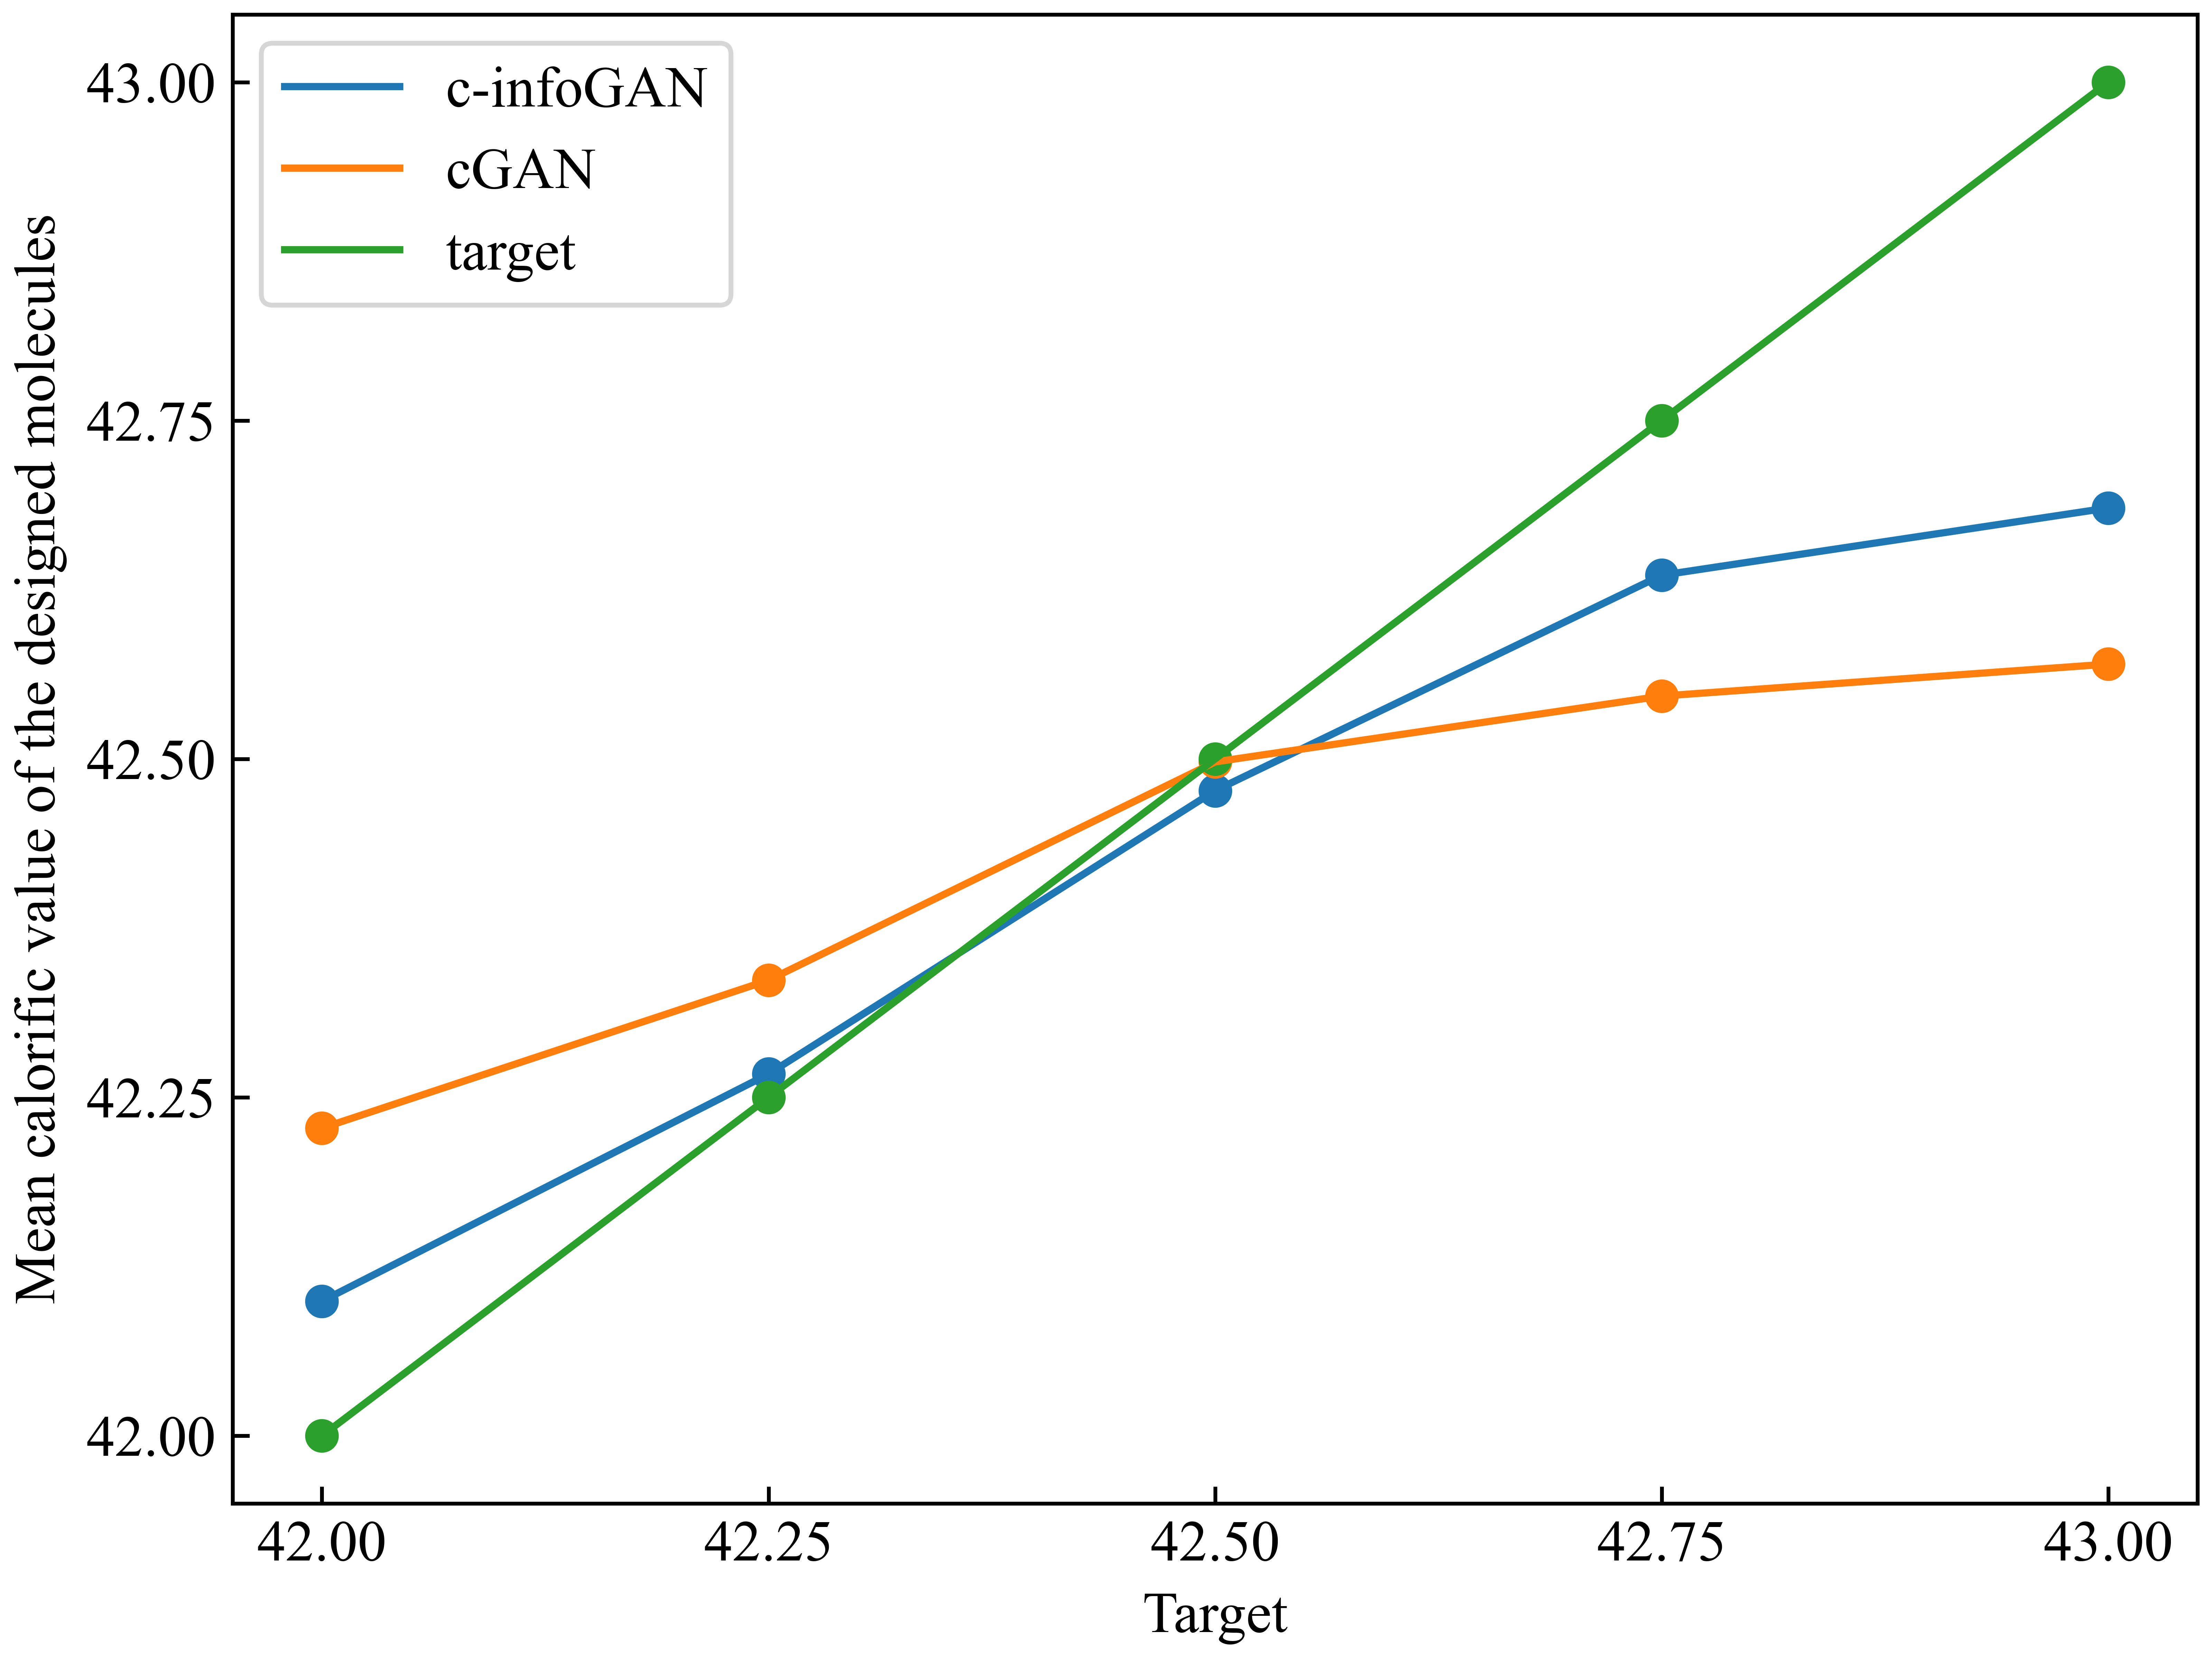 c-infoGAN
cGAN
target
Mean calorific value of the designed molecules
43.00
42.75
42.50
42.25
42.00
42.00 42.25 42.50 42.75 43.00
Target